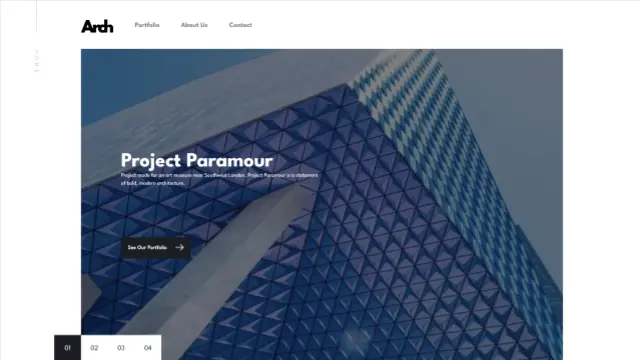 Arch
Portfolio
About Us
Contact
Project Paramour
Project made for an art museum near Southwest London. Project Paramour is a statement
of bold, modern architecture.
See Our Portfolio
01
02
03
04